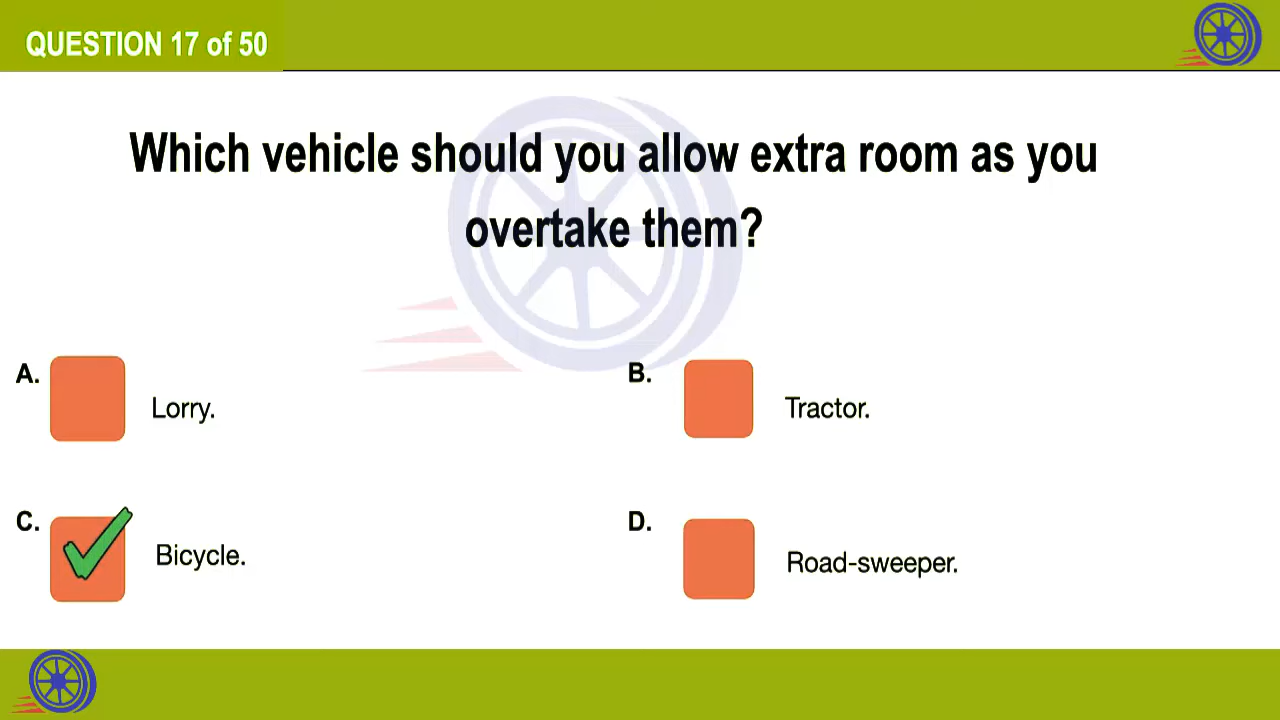 QUESTION 17 of 50
Which vehicle should you allow extra room as you
overtake them?
A.
Lorry.
B.
Tractor.
C.
Bicycle.
D.
Road-sweeper.